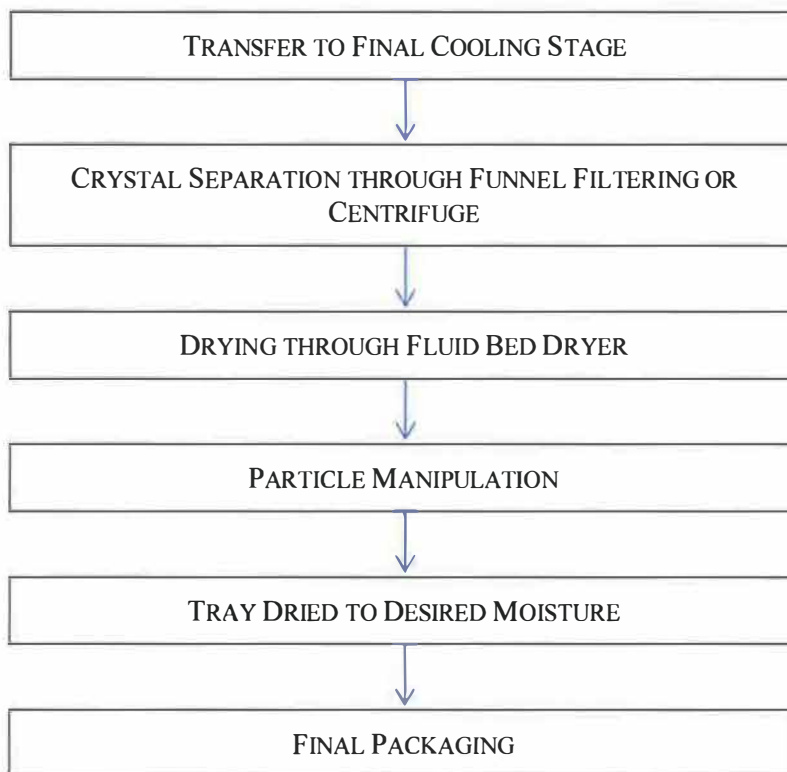 TRANSFER TO FINAL COOLING STAGE
CRYSTAL SEPARATION THROUGH FUNNEL FILTERING OR
CENTRIFUGE
DRYING THROUGH FLUID BED DRYER
PARTICLE MANIPULATION
TRAY DRIED TO DESIRED MOISTURE
FINAL PACKAGING